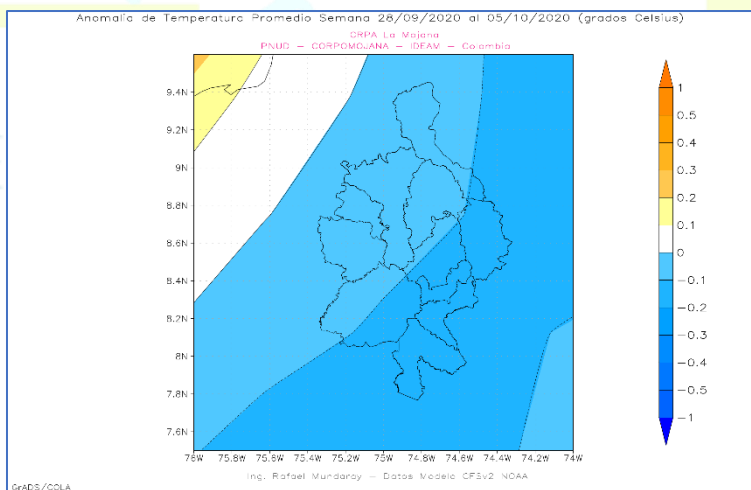 Anomalía de Temperatura Promedio Semana 28/09/2020 al 05/10/2020 (grados Celsius)
CRPA La Mojana
PNUD - CORPOMOJANA - IDEAM - Colombia
9.4N
9.2N
9N
8.8N
8.6N
8.4N
8.2N
8N
7.8N
7.6N
76W 75.8W 75.6W 75.4W 75.2W 75W 74.8W 74.6W 74.4W 74.2W 74W
1
0.5
0.4
0.3
0.2
0.1
0
-0.1
-0.2
-0.3
-0.4
-0.5
-1
Ing. Rafael Mundaray - Datos Modelo CFSv2 NOAA
GrADS/COLA